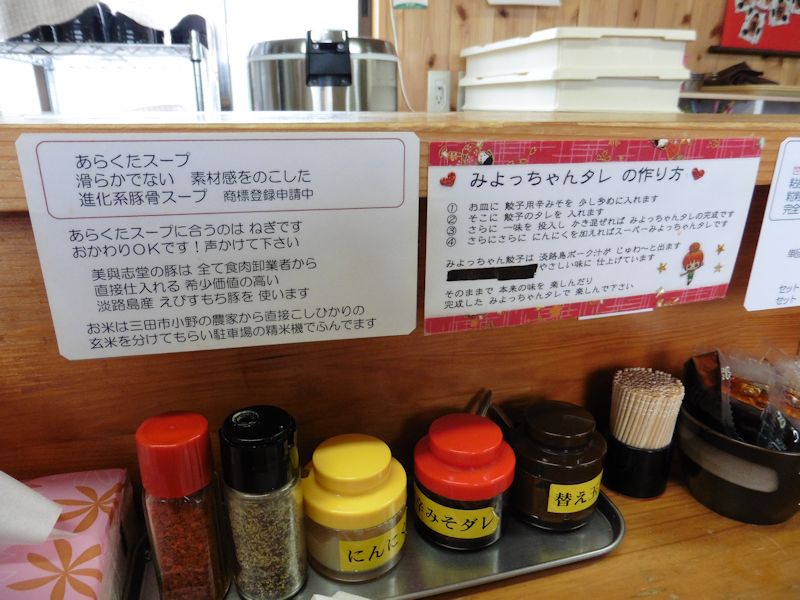 あらくたスープ
滑らかでない 素材感をのこした
進化系豚骨スープ 商標登録申請中
あらくたスープに合うのは ねぎです
おかわりOKです！声かけて下さい
美與志堂の豚は 全て食肉卸業者から
直接仕入れる 希少価値の高い
淡路島産 えびすもち豚を 使います
お米は三田市小野の農家から直接こしひかりの
玄米を分けてもらい駐車場の精米機でふんでます
みよっちゃんタレ の作り方
① お皿に 餃子用辛みそを 少し多めに入れます
② そこに 餃子のタレを 入れます
③ さらに 一味を 投入し かき混ぜれば みよっちゃんタレの完成です
④ さらにさらに にんにくを加えればスーパーみよっちゃんタレです
みよっちゃん餃子は 淡路島ポーク汁が じゅわ～と出ます
やさしい味に 仕上げています
そのままで 本来の味を 楽しんだり
完成した みよっちゃんタレで 楽しんで下さい
セット
にんに
辛みそダレ
替え玉